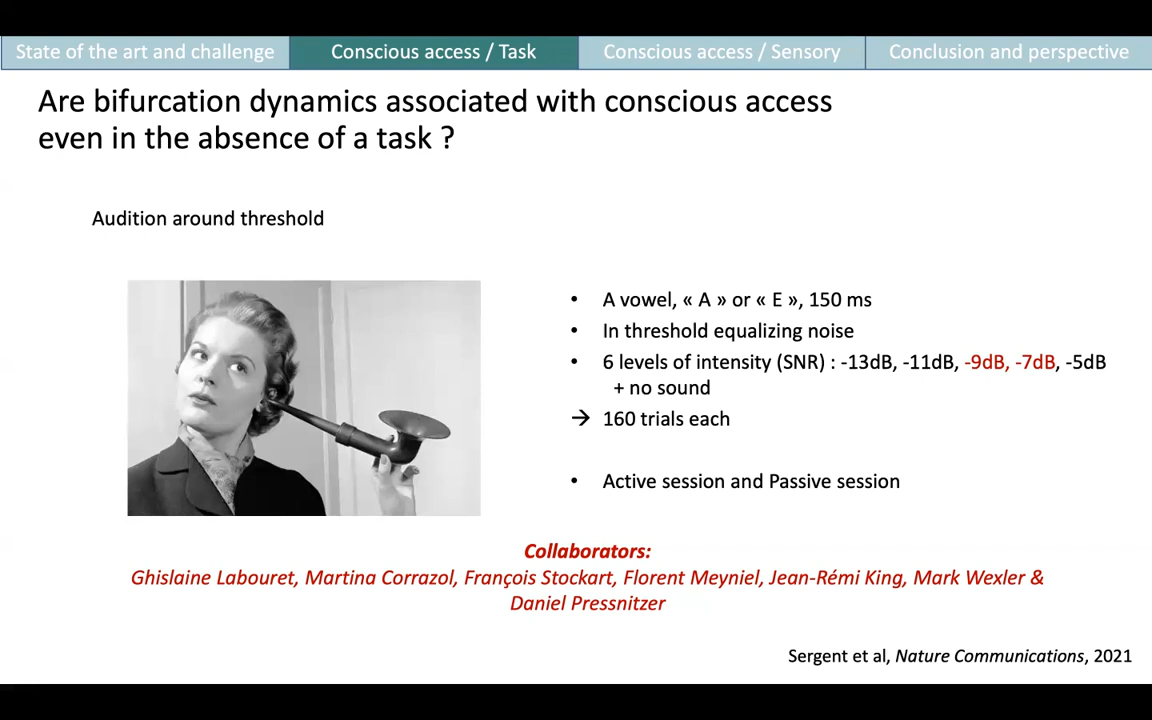 State of the art and challenge
Conscious access / Task
Conscious access / Sensory
Conclusion and perspective
Are bifurcation dynamics associated with conscious access
even in the absence of a task ?
Audition around threshold
• A vowel, « A » or « E », 150 ms
• In threshold equalizing noise
• 6 levels of intensity (SNR) : -13dB, -11dB, -9dB, -7dB, -5dB
+ no sound
→ 160 trials each
• Active session and Passive session
Collaborators:
Ghislaine Labouret, Martina Corrazol, François Stockart, Florent Meyniel, Jean-Rémi King, Mark Wexler &
Daniel Pressnitzer
Sergent et al, Nature Communications, 2021